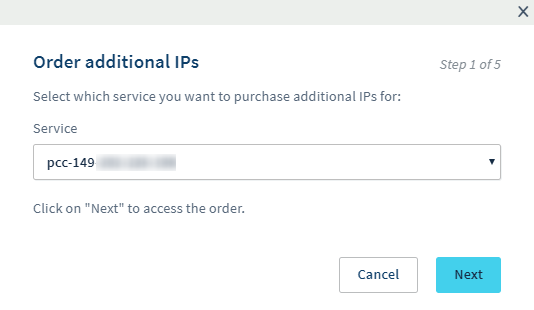 Order additional IPs
Step 1 of 5
Select which service you want to purchase additional IPs for:
Service
pcc-149
Click on "Next" to access the order.
Cancel
Next